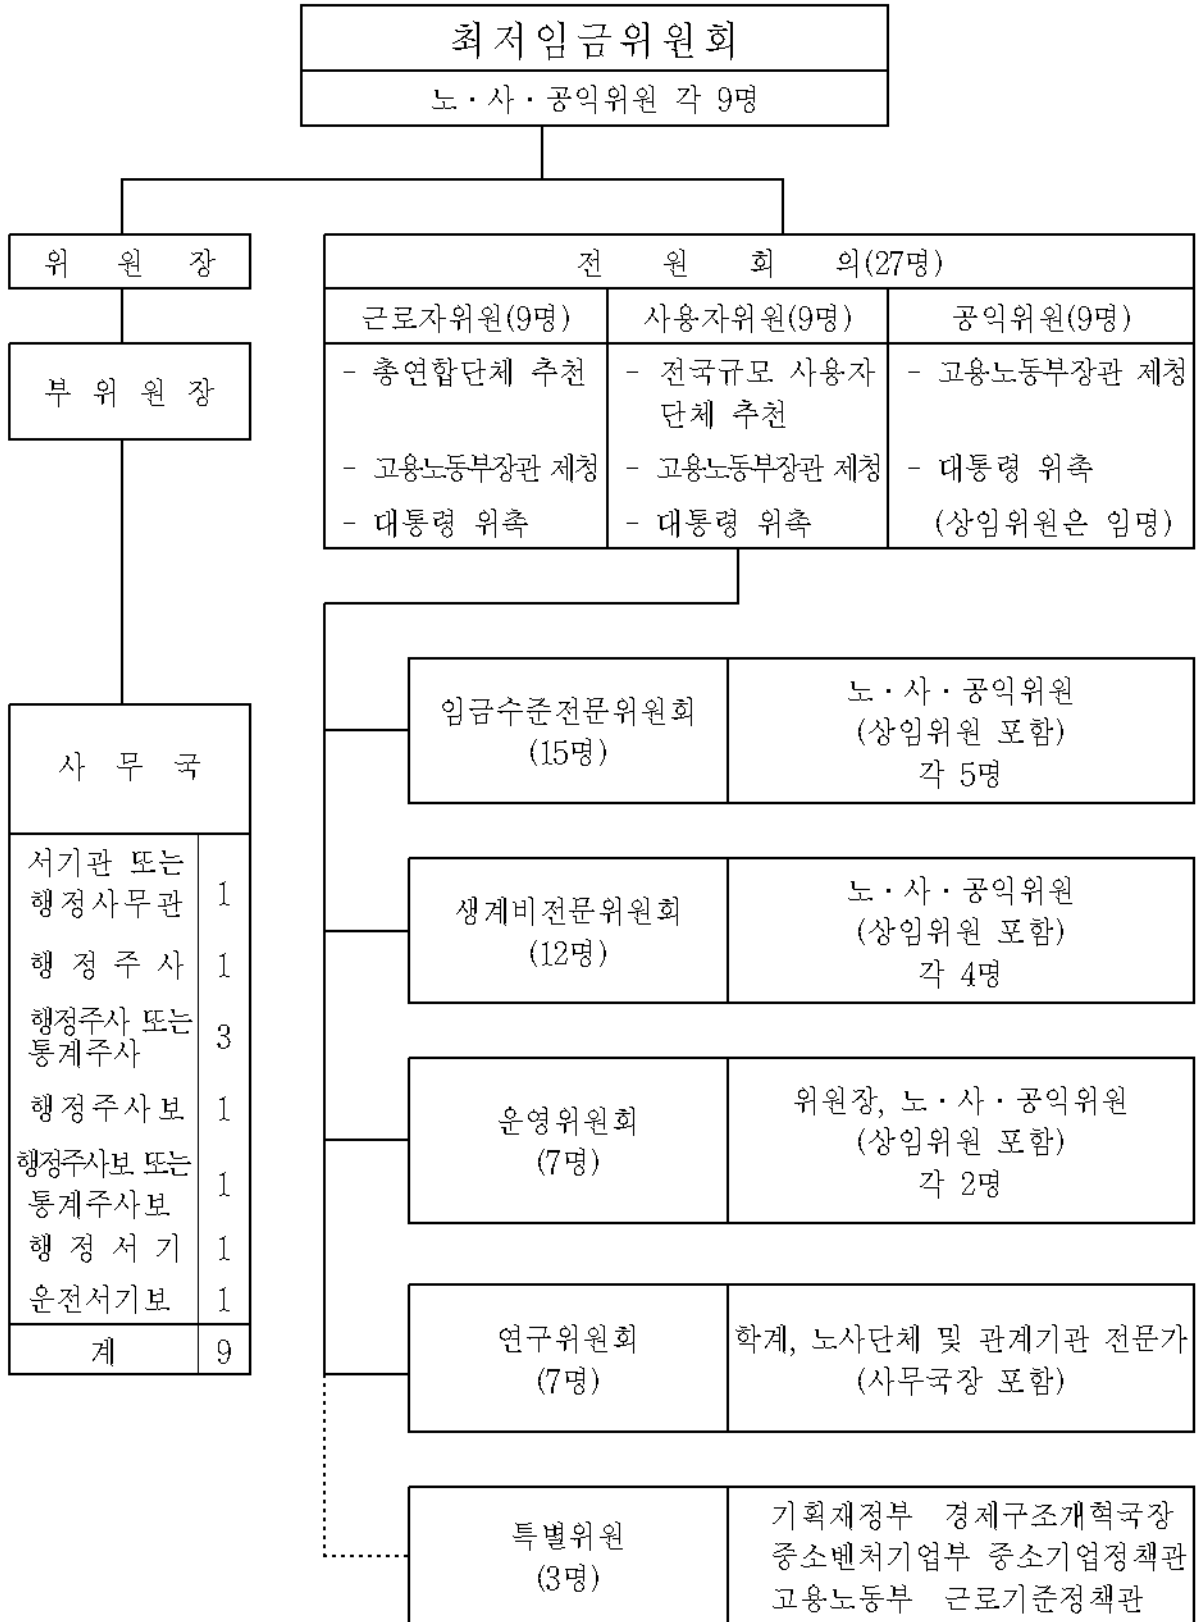 최저임금위원회
노·사·공익위원 각 9명
위 원 장
부 위 원 장
사 무 국
서기관 또는
행정사무관 1
행 정 주 사 1
행정주사 또는
통계주사 3
행정주사보 1
행정주사보 또는
통계주사보 1
행 정 서 기 1
운전서기보 1
계 9
전 원 회 의(27명)
근로자위원(9명)
- 총연합단체 추천
- 고용노동부장관 제청
- 대통령 위촉
사용자위원(9명)
- 전국규모 사용자
단체 추천
- 고용노동부장관 제청
- 대통령 위촉
공익위원(9명)
- 고용노동부장관 제청
- 대통령 위촉
(상임위원은 임명)
임금수준전문위원회
(15명)
노·사·공익위원
(상임위원 포함)
각 5명
생계비전문위원회
(12명)
노·사·공익위원
(상임위원 포함)
각 4명
운영위원회
(7명)
위원장, 노·사·공익위원
(상임위원 포함)
각 2명
연구위원회
(7명)
학계, 노사단체 및 관계기관 전문가
(사무국장 포함)
특별위원
(3명)
기획재정부 경제구조개혁국장
중소벤처기업부 중소기업정책관
고용노동부 근로기준정책관